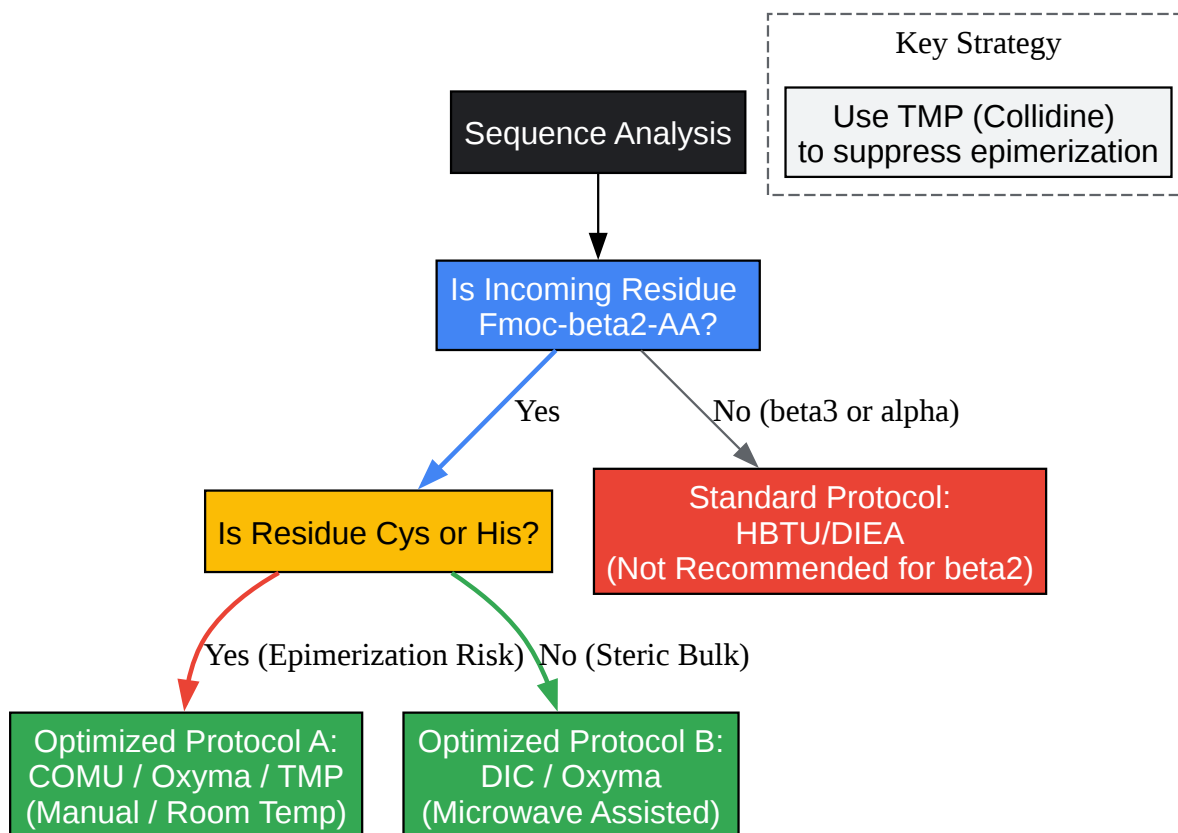 Key Strategy
Use TMP (Collidine)
to suppress epimerization
Sequence Analysis
Is Incoming Residue
Fmoc-beta2-AA?
Yes
No (beta3 or alpha)
Is Residue Cys or His?
Standard Protocol:
HBTU/DIEA
(Not Recommended for beta2)
Yes (Epimerization Risk)
No (Steric Bulk)
Optimized Protocol A:
COMU / Oxyma / TMP
(Manual / Room Temp)
Optimized Protocol B:
DIC / Oxyma
(Microwave Assisted)